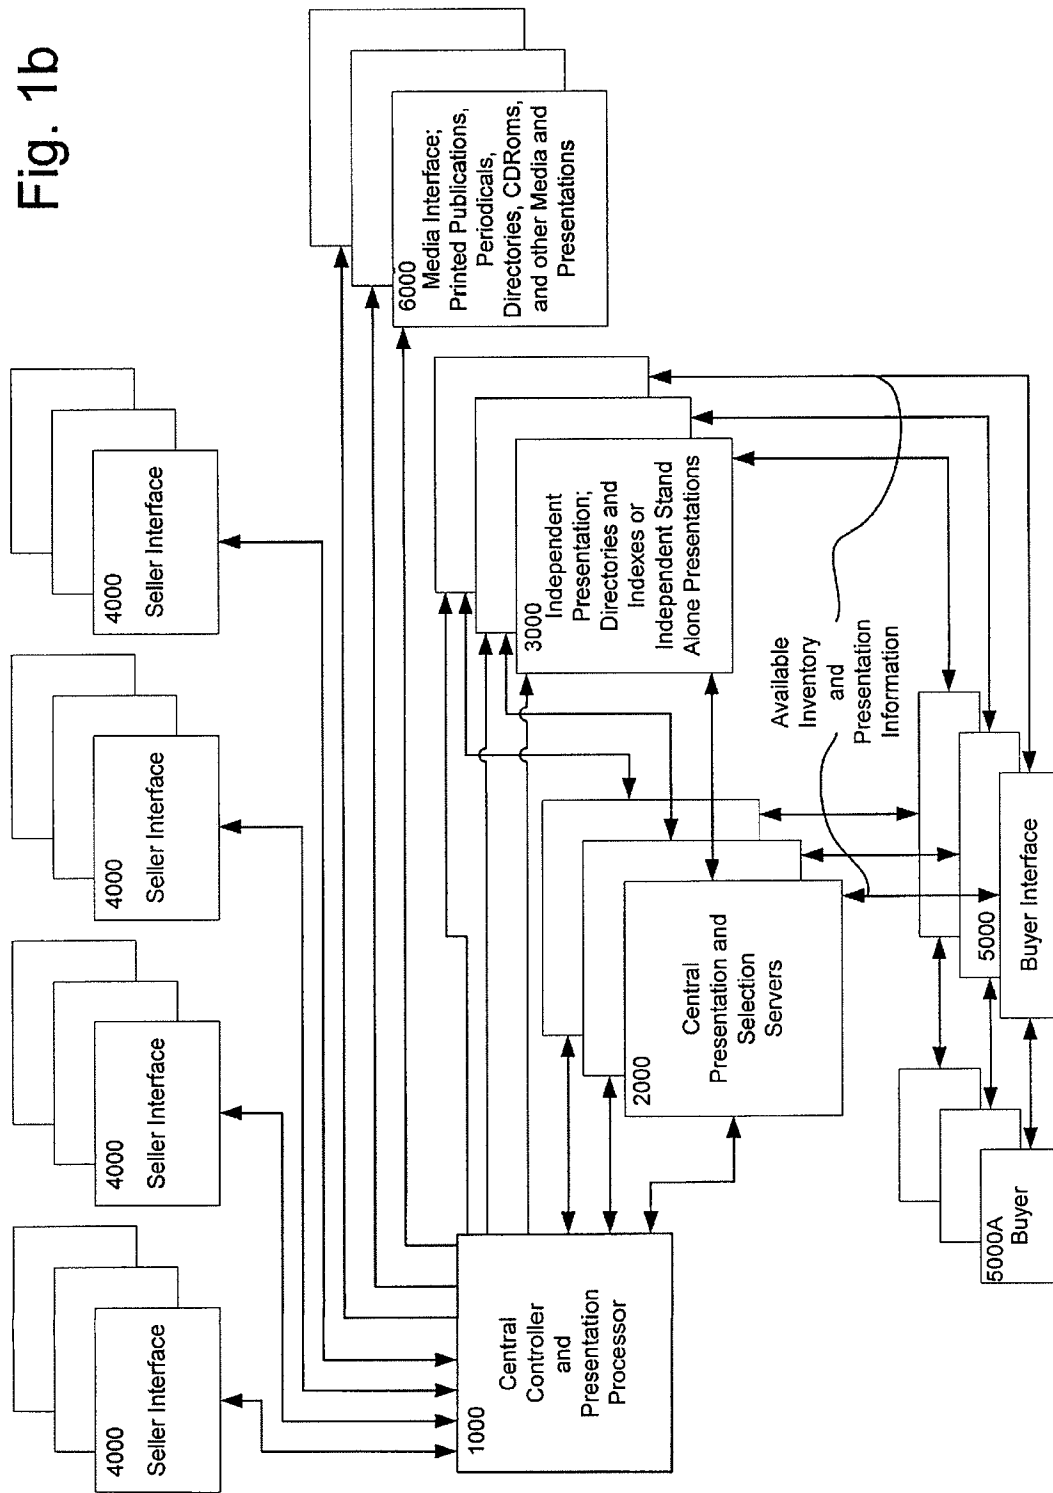 Fig. 1b
4000
Seller Interface
4000
Seller Interface
4000
Seller Interface
4000
Seller Interface
1000
Central
Controller
and
Presentation
Processor
2000
Central
Presentation and
Selection
Servers
3000
Independent
Presentation;
Directories and
Indexes or
Independent Stand
Alone Presentations
6000
Media Interface;
Printed Publications,
Periodicals,
Directories, CDRoms,
and other Media and
Presentations
Available
Inventory
and
Presentation
Information
5000A
Buyer
5000
Buyer Interface